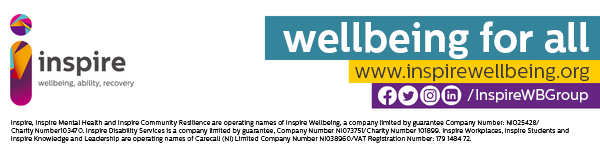 inspire
wellbeing, ability, recovery
wellbeing for all
www.inspirewellbeing.org
/InspireWBGroup
Inspire, Inspire Mental Health and Inspire Community Resilience are operating names of Inspire Wellbeing, a company limited by guarantee Company Number: NI025428/
Charity Number103470. Inspire Disability Services is a company limited by guarantee, Company Number NI07375I/ Charity Number 101899. Inspire Workplaces, Inspire Students and
Inspire Knowledge and Leadership are operating names of Carecall (NI) Limited Company Number NI038960/VAT Registration Number: 179 1484 72.